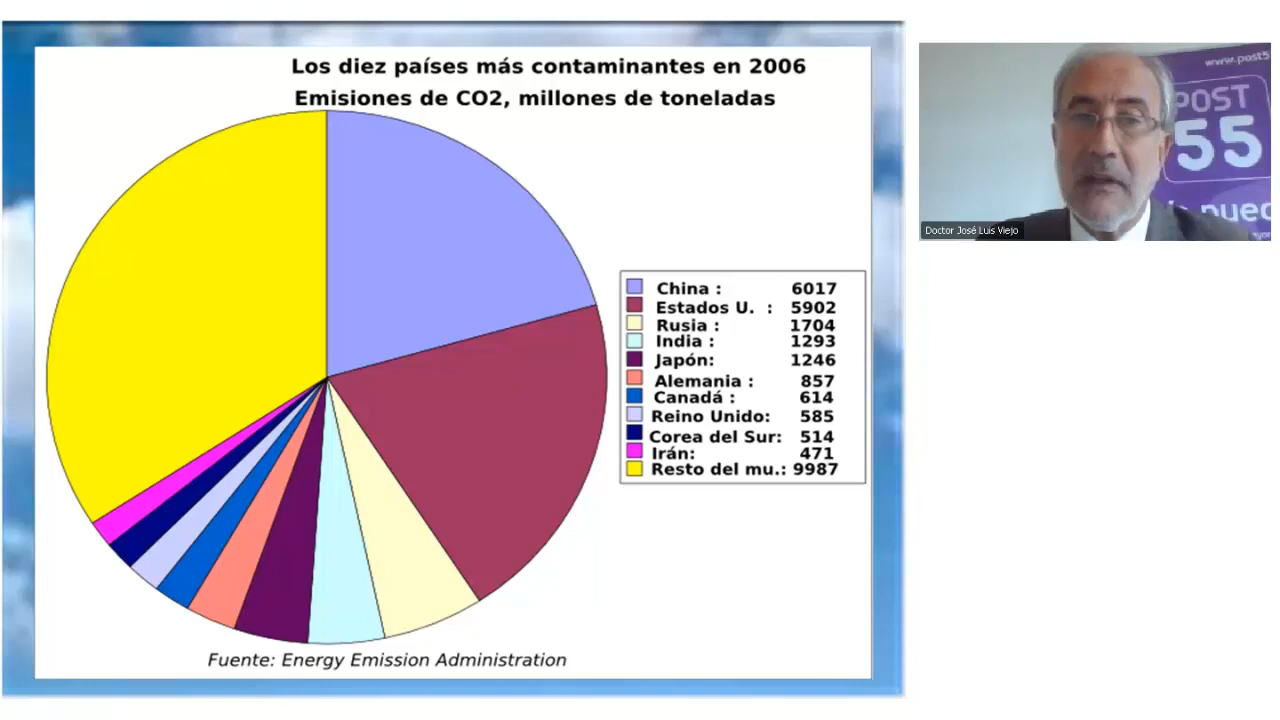 Los diez países más contaminantes en 2006
Emisiones de CO2, millones de toneladas
China : 6017
Estados U. : 5902
Rusia : 1704
India : 1293
Japón: 1246
Alemania : 857
Canadá : 614
Reino Unido: 585
Corea del Sur: 514
Irán: 471
Resto del mu.: 9987
Fuente: Energy Emission Administration
www.post5
POST
55
pued
Doctor José Luis Viejo